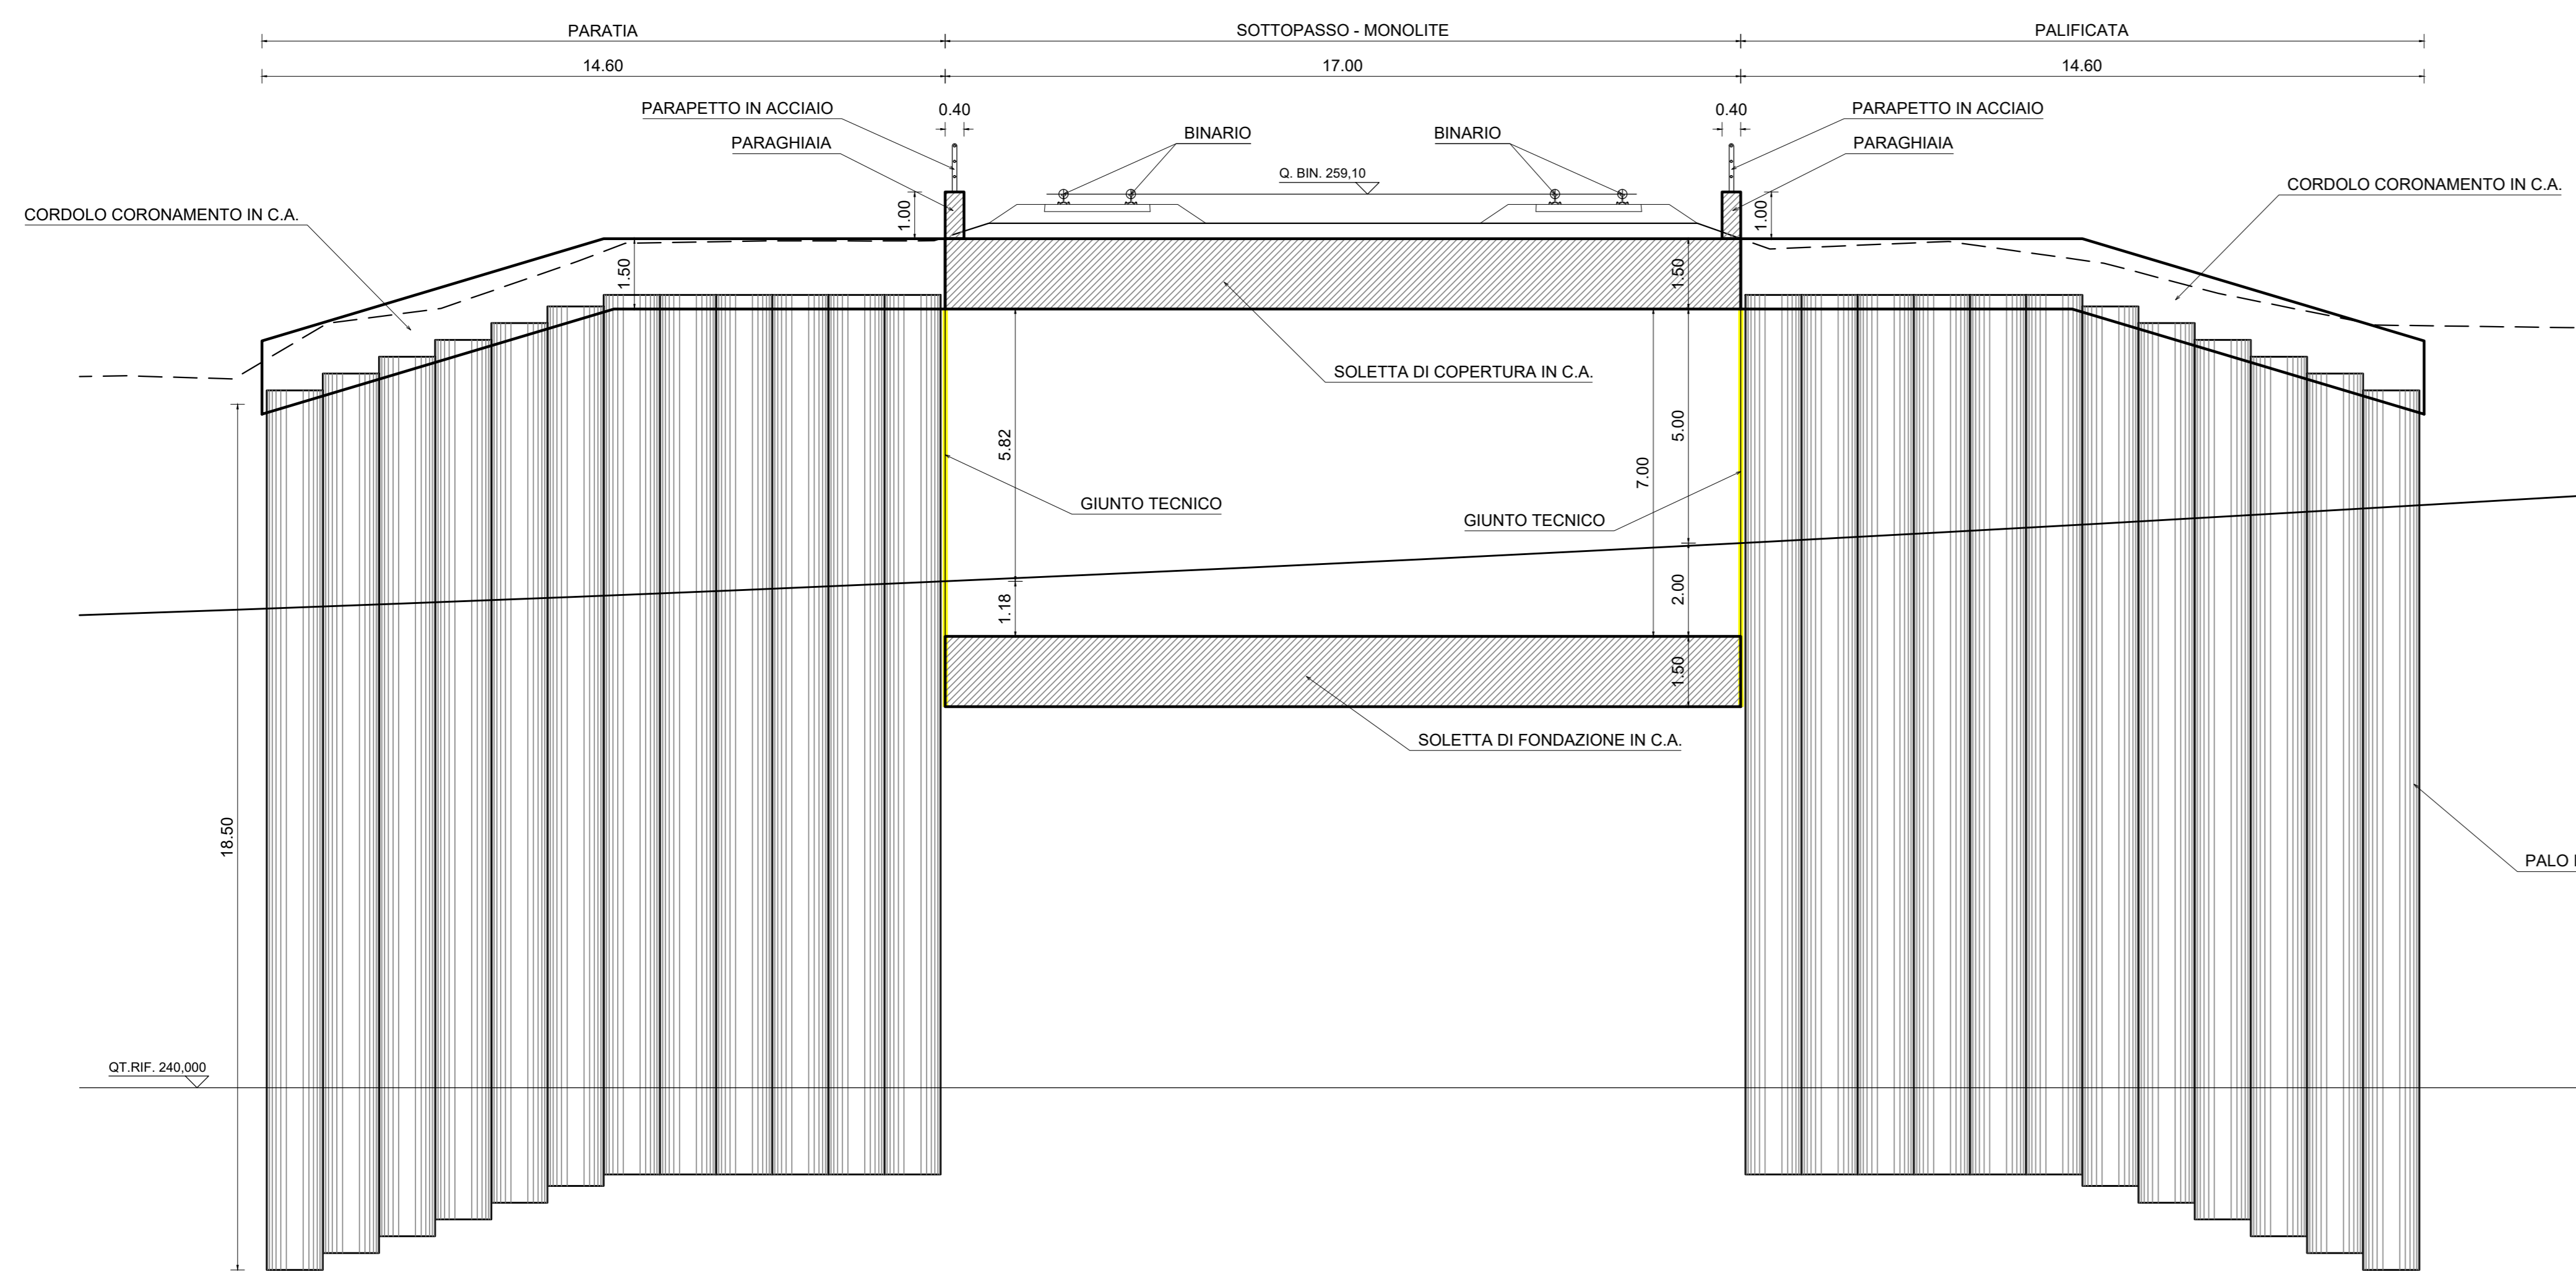 PARATIA
SOTTOPASSO - MONOLITE
PALIFICATA
14.60
17.00
14.60
PARAPETTO IN ACCIAIO
0.40
0.40
PARAPETTO IN ACCIAIO
BINARIO
BINARIO
PARAGHIAIA
PARAGHIAIA
Q. BIN. 259,10
CORDOLO CORONAMENTO IN C.A.
CORDOLO CORONAMENTO IN C.A.
1.00
1.00
1.50
1.50
SOLETTA DI COPERTURA IN C.A.
5.82
5.00
7.00
GIUNTO TECNICO
GIUNTO TECNICO
1.18
2.00
1.50
SOLETTA DI FONDAZIONE IN C.A.
18.50
PALO
QT.RIF. 240,000